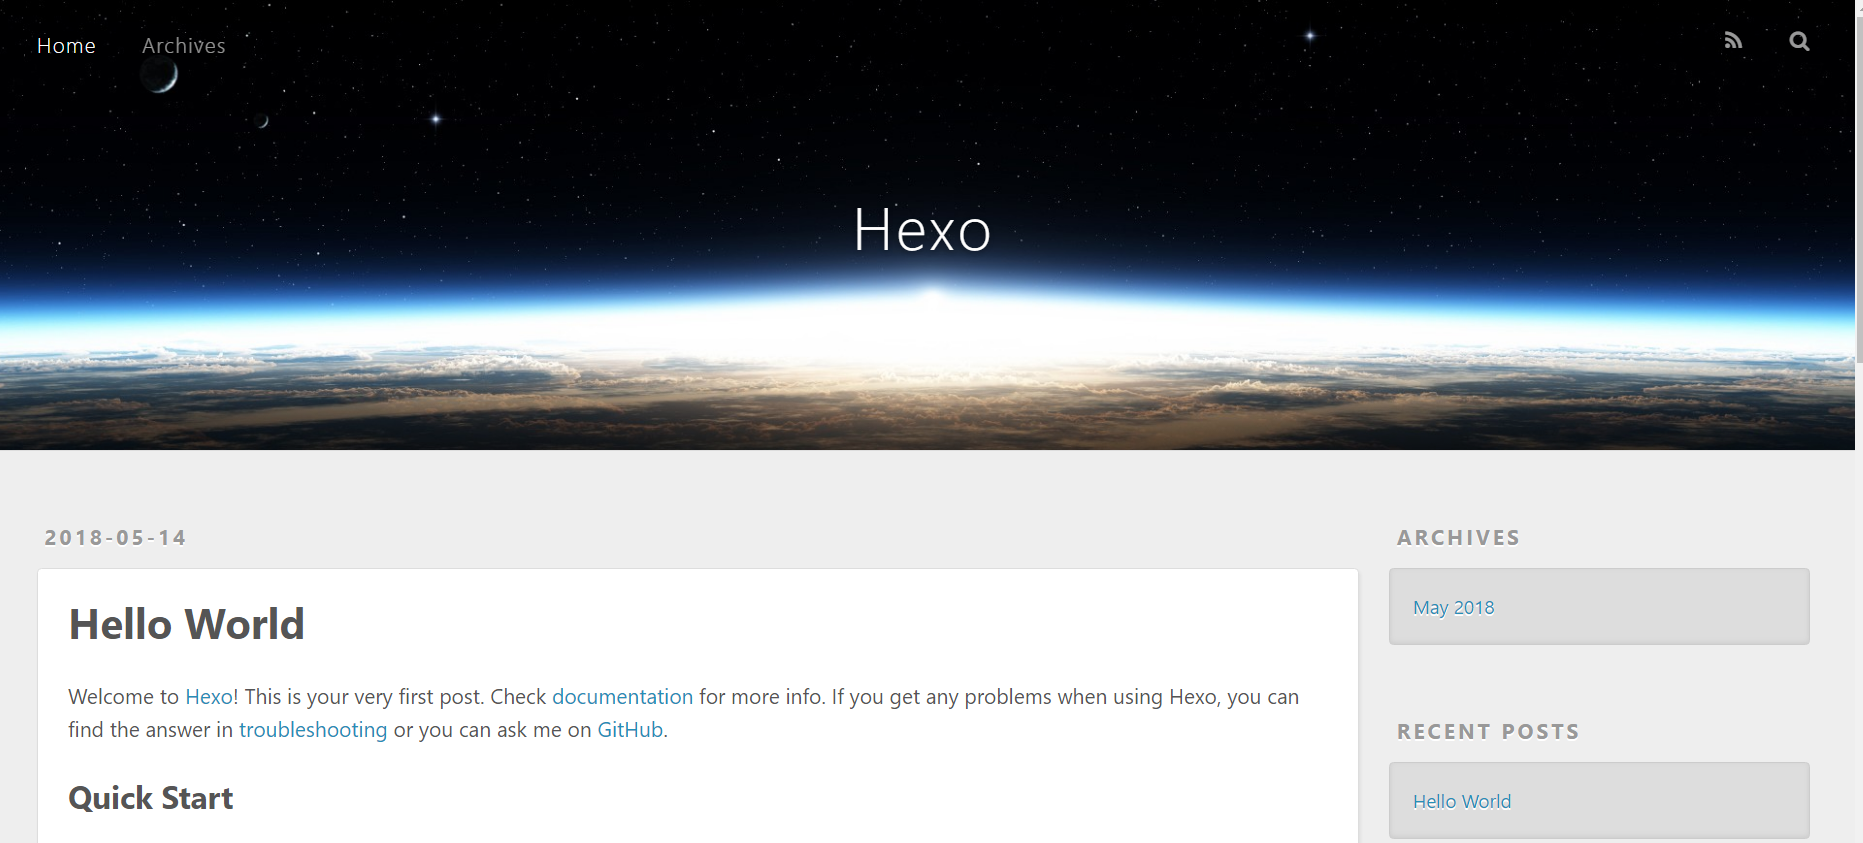 Home Archives
Hexo
2018-05-14
Hello World
Welcome to Hexo! This is your very first post. Check documentation for more info. If you get any problems when using Hexo, you can
find the answer in troubleshooting or you can ask me on GitHub.
Quick Start
ARCHIVES
May 2018
RECENT POSTS
Hello World